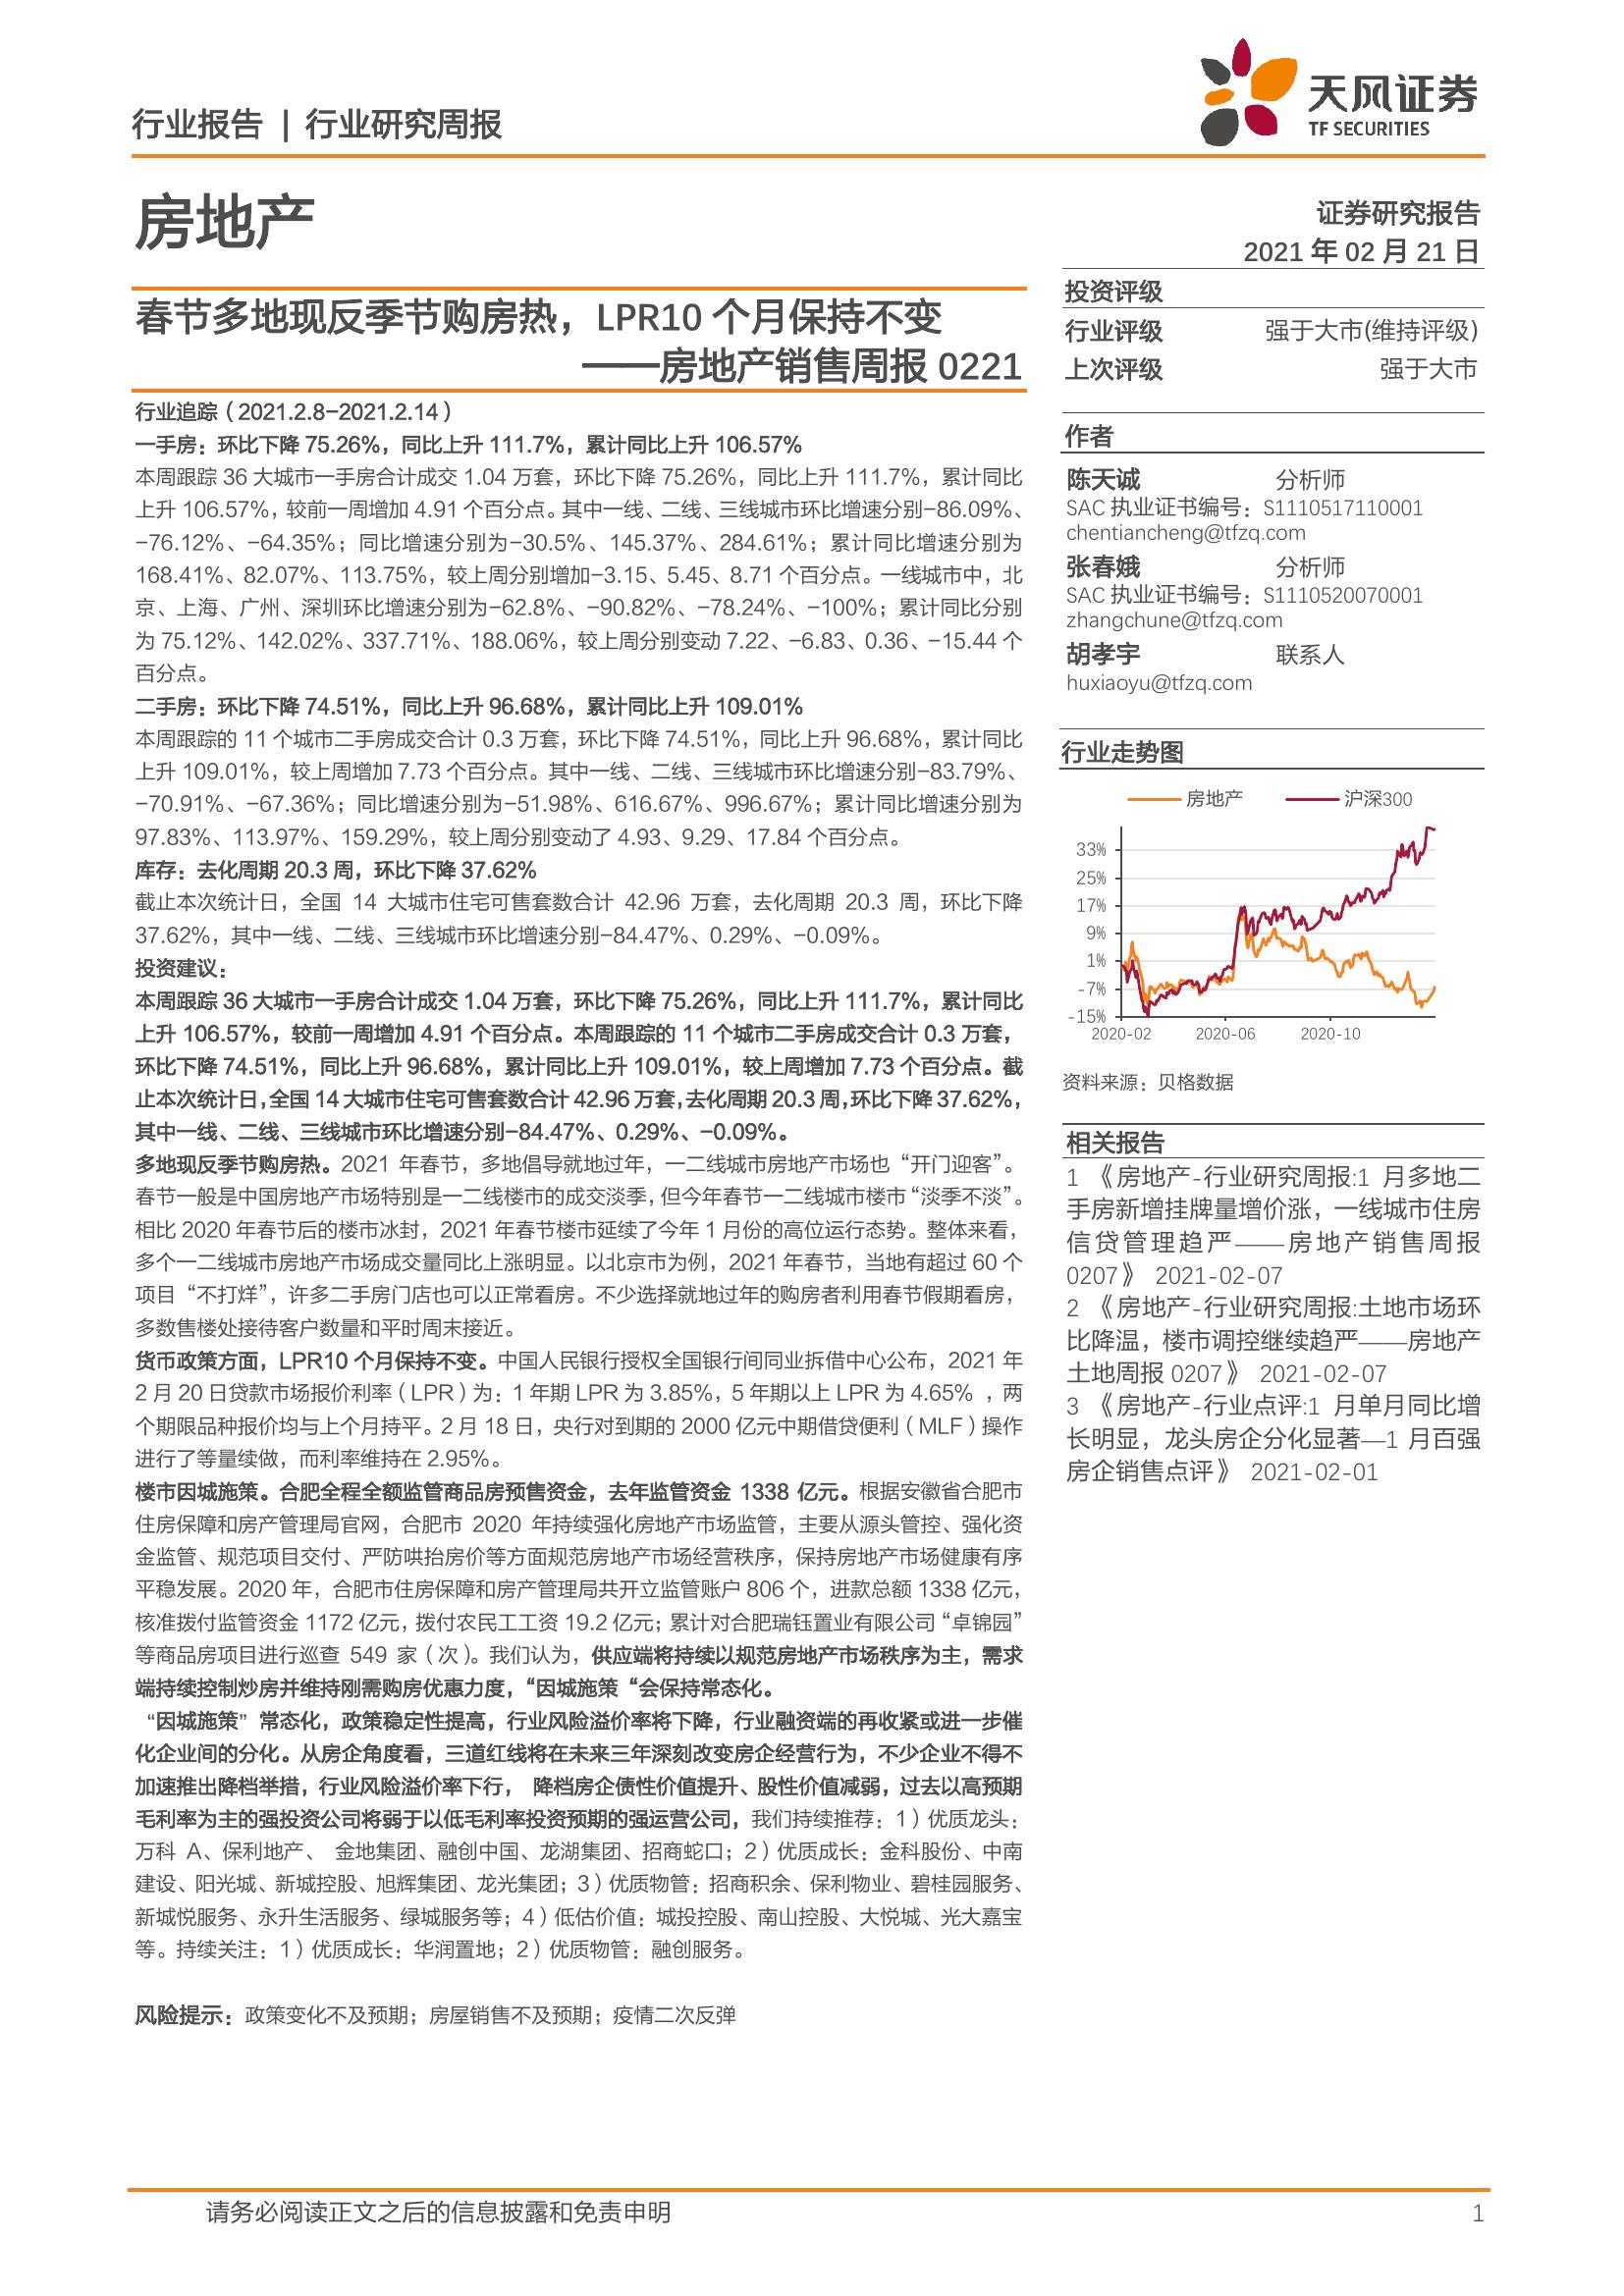 行业报告 | 行业研究周报
天风证券
TF SECURITIES
房地产
证券研究报告
2021 年 02 月 21 日
春节多地现反季节购房热，LPR10 个月保持不变
——房地产销售周报 0221
行业追踪（2021.2.8-2021.2.14）
一手房：环比下降 75.26%，同比上升 111.7%，累计同比上升 106.57%
本周跟踪 36 大城市一手房合计成交 1.04 万套，环比下降 75.26%，同比上升 111.7%，累计同比
上升 106.57%，较前一周增加 4.91 个百分点。其中一线、二线、三线城市环比增速分别-86.09%、
-76.12%、-64.35%；同比增速分别为-30.5%、145.37%、284.61%；累计同比增速分别为
168.41%、82.07%、113.75%，较上周分别增加-3.15、5.45、8.71 个百分点。一线城市中，北
京、上海、广州、深圳环比增速分别为-62.8%、-90.82%、-78.24%、-100%；累计同比分别
为 75.12%、142.02%、337.71%、188.06%，较上周分别变动 7.22、-6.83、0.36、-15.44 个
百分点。
二手房：环比下降 74.51%，同比上升 96.68%，累计同比上升 109.01%
本周跟踪的 11 个城市二手房成交合计 0.3 万套，环比下降 74.51%，同比上升 96.68%，累计同比
上升 109.01%，较上周增加 7.73 个百分点。其中一线、二线、三线城市环比增速分别-83.79%、
-70.91%、-67.36%；同比增速分别为-51.98%、616.67%、996.67%；累计同比增速分别为
97.83%、113.97%、159.29%，较上周分别变动了 4.93、9.29、17.84 个百分点。
库存：去化周期 20.3 周，环比下降 37.62%
截止本次统计日，全国 14 大城市住宅可售套数合计 42.96 万套，去化周期 20.3 周，环比下降
37.62%，其中一线、二线、三线城市环比增速分别-84.47%、0.29%、-0.09%。
投资建议：
本周跟踪 36 大城市一手房合计成交 1.04 万套，环比下降 75.26%，同比上升 111.7%，累计同比
上升 106.57%，较前一周增加 4.91 个百分点。本周跟踪的 11 个城市二手房成交合计 0.3 万套，
环比下降 74.51%，同比上升 96.68%，累计同比上升 109.01%，较上周增加 7.73 个百分点。截
止本次统计日，全国 14 大城市住宅可售套数合计 42.96 万套，去化周期 20.3 周，环比下降 37.62%，
其中一线、二线、三线城市环比增速分别-84.47%、0.29%、-0.09%。
多地现反季节购房热。2021 年春节，多地倡导就地过年，一二线城市房地产市场也“开门迎客”。
春节一般是中国房地产市场特别是一二线楼市的成交淡季，但今年春节一二线城市楼市“淡季不淡”。
相比 2020 年春节后的楼市冰封，2021 年春节楼市延续了今年 1 月份的高位运行态势。整体来看，
多个一二线城市房地产市场成交量同比上涨明显。以北京市为例，2021 年春节，当地有超过 60 个
项目“不打烊”，许多二手房门店也可以正常看房。不少选择就地过年的购房者利用春节假期看房，
多数售楼处接待客户数量和平时周末接近。
货币政策方面，LPR10 个月保持不变。中国人民银行授权全国银行间同业拆借中心公布，2021 年
2 月 20 日贷款市场报价利率（LPR）为：1 年期 LPR 为 3.85%，5 年期以上 LPR 为 4.65% ，两
个期限品种报价均与上个月持平。2 月 18 日，央行对到期的 2000 亿元中期借贷便利（MLF）操作
进行了等量续做，而利率维持在 2.95%。
楼市因城施策。合肥全程全额监管商品房预售资金，去年监管资金 1338 亿元。根据安徽省合肥市
住房保障和房产管理局官网，合肥市 2020 年持续强化房地产市场监管，主要从源头管控、强化资
金监管、规范项目交付、严防哄抬房价等方面规范房地产市场经营秩序，保持房地产市场健康有序
平稳发展。2020 年，合肥市住房保障和房产管理局共开立监管账户 806 个，进款总额 1338 亿元，
核准拨付监管资金 1172 亿元，拨付农民工工资 19.2 亿元；累计对合肥瑞钰置业有限公司“卓锦园”
等商品房项目进行巡查 549 家（次）。我们认为，供应端将持续以规范房地产市场秩序为主，需求
端持续控制炒房并维持刚需购房优惠力度，“因城施策“会保持常态化。
“因城施策”常态化，政策稳定性提高，行业风险溢价率将下降，行业融资端的再收紧或进一步催
化企业间的分化。从房企角度看，三道红线将在未来三年深刻改变房企经营行为，不少企业不得不
加速推出降档举措，行业风险溢价率下行， 降档房企债性价值提升、股性价值减弱，过去以高预期
毛利率为主的强投资公司将弱于以低毛利率投资预期的强运营公司，我们持续推荐：1）优质龙头：
万科 A、保利地产、 金地集团、融创中国、龙湖集团、招商蛇口；2）优质成长：金科股份、中南
建设、阳光城、新城控股、旭辉集团、龙光集团；3）优质物管：招商积余、保利物业、碧桂园服务、
新城悦服务、永升生活服务、绿城服务等；4）低估价值：城投控股、南山控股、大悦城、光大嘉宝
等。持续关注：1）优质成长：华润置地；2）优质物管：融创服务。
风险提示：政策变化不及预期；房屋销售不及预期；疫情二次反弹
投资评级
行业评级 强于大市(维持评级)
上次评级 强于大市
作者
陈天诚 分析师
SAC 执业证书编号：S1110517110001
chentiancheng@tfzq.com
张春娥 分析师
SAC 执业证书编号：S1110520070001
zhangchune@tfzq.com
胡孝宇 联系人
huxiaoyu@tfzq.com
行业走势图
房地产 沪深300
33%
25%
17%
9%
1%
-7%
-15%
2020-02 2020-06 2020-10
资料来源：贝格数据
相关报告
1 《房地产-行业研究周报:1 月多地二
手房新增挂牌量增价涨，一线城市住房
信贷管理趋严——房地产销售周报
0207》 2021-02-07
2 《房地产-行业研究周报:土地市场环
比降温，楼市调控继续趋严——房地产
土地周报 0207》 2021-02-07
3 《房地产-行业点评:1 月单月同比增
长明显，龙头房企分化显著—1 月百强
房企销售点评》 2021-02-01
请务必阅读正文之后的信息披露和免责申明 1